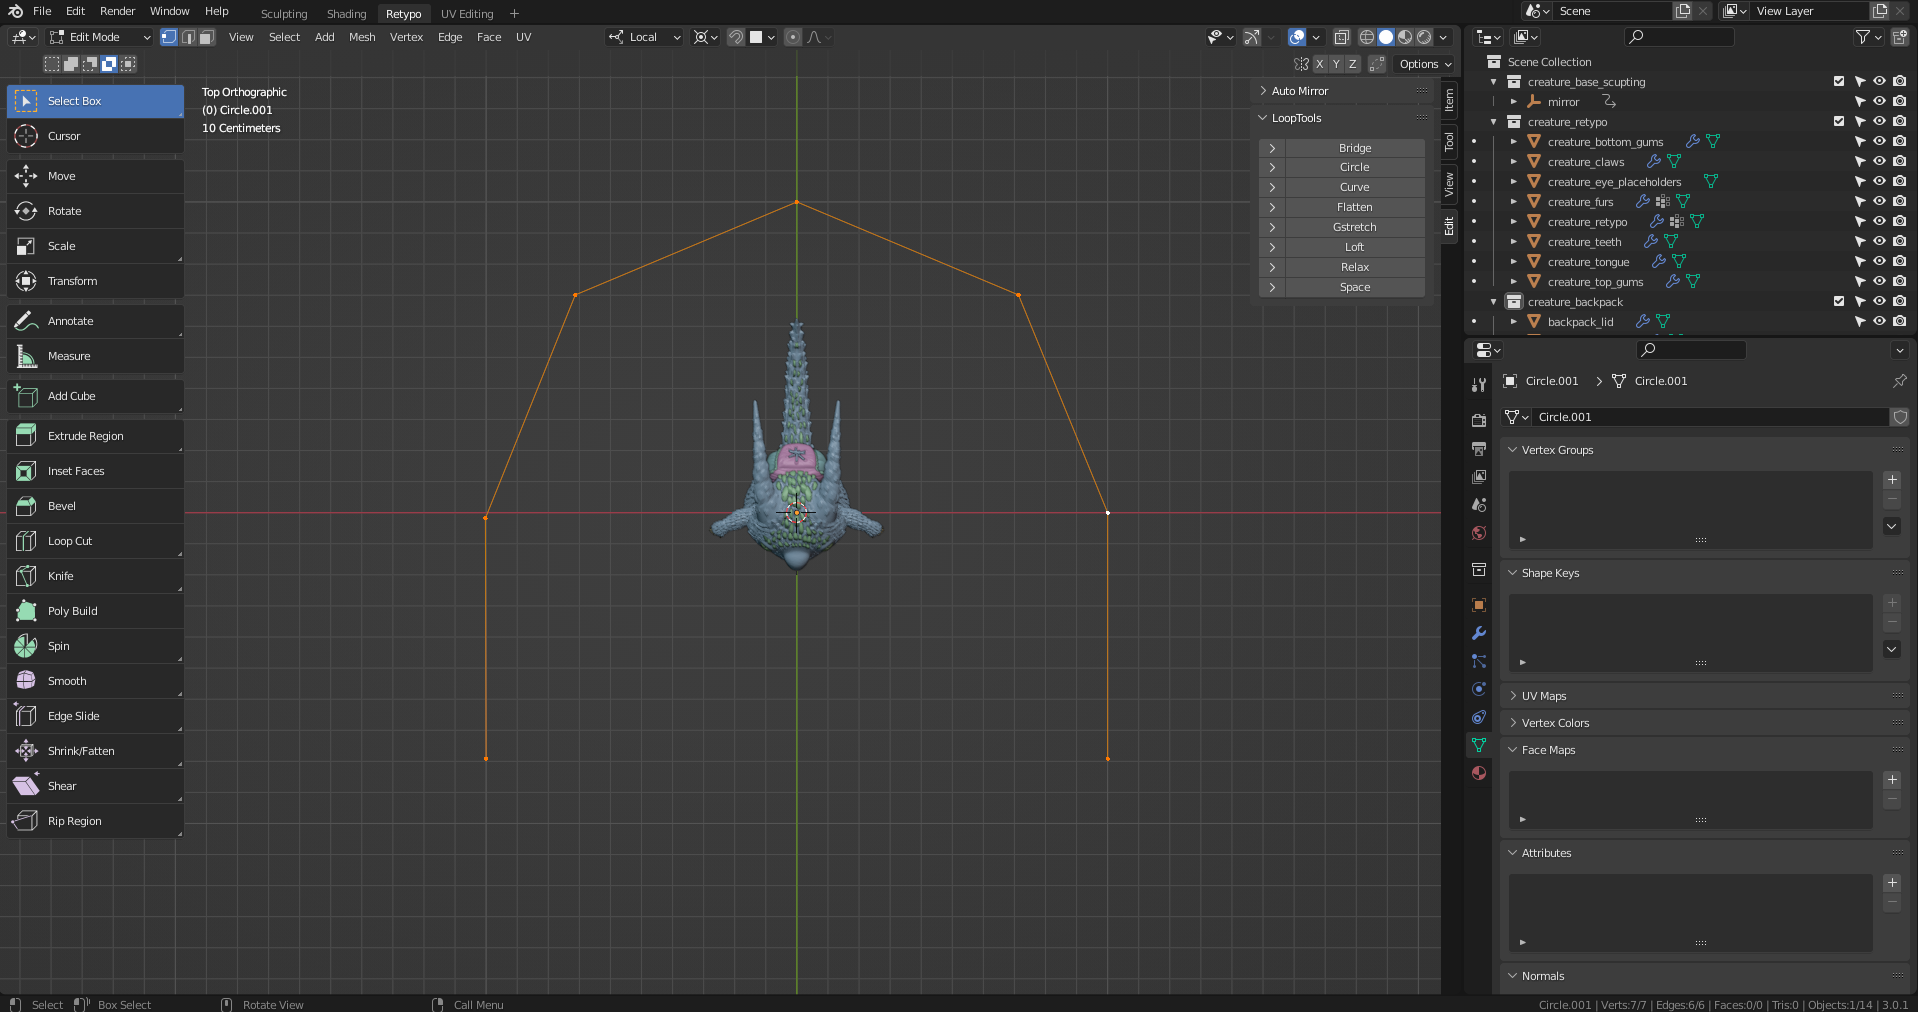 File Edit Render Window Help Sculpting Shading Retypo UV Editing + Scene View Layer
Edit Mode View Select Add Mesh Vertex Edge Face UV Local
X Y Z Options
Select Box
Cursor
Move
Rotate
Scale
Transform
Annotate
Measure
Add Cube
Extrude Region
Inset Faces
Bevel
Loop Cut
Knife
Poly Build
Spin
Smooth
Edge Slide
Shrink/Fatten
Shear
Rip Region
Top Orthographic
(0) Circle.001
10 Centimeters
Auto Mirror
LoopTools
Bridge
Circle
Curve
Flatten
Gstretch
Loft
Relax
Space
Item
Tool
View
Edit
Scene Collection
creature_base_scupting
mirror
creature_retypo
creature_bottom_gums
creature_claws
creature_eye_placeholders
creature_furs
creature_retypo
creature_teeth
creature_tongue
creature_top_gums
creature_backpack
backpack_lid
Circle.001 > Circle.001
Circle.001
Vertex Groups
Shape Keys
UV Maps
Vertex Colors
Face Maps
Attributes
Normals
Select Box Select Rotate View Call Menu Circle.001 | Verts:7/7 | Edges:6/6 | Faces:0/0 | Tris:0 | Objects:1/14 | 3.0.1